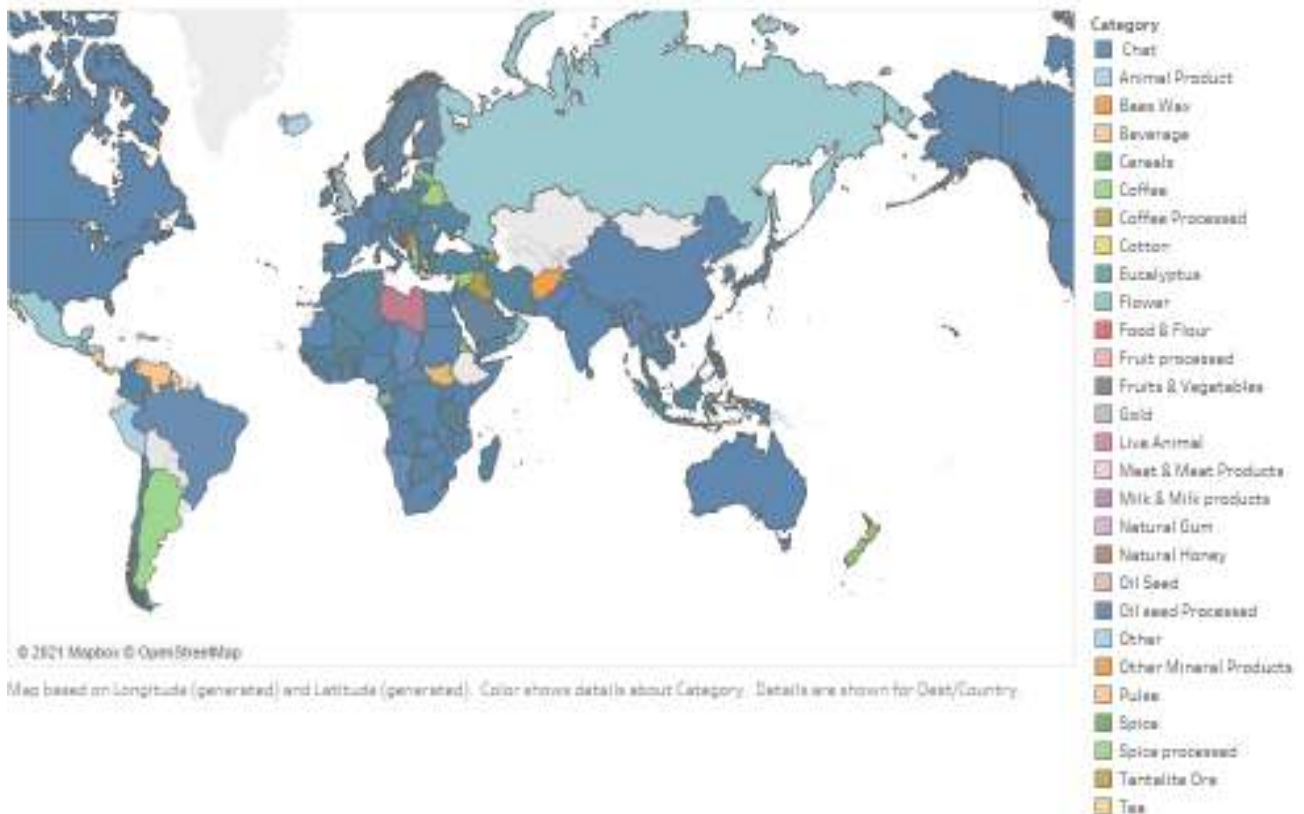 Category
Chat
Animal Product
Bees Wax
Beverage
Cereals
Coffee
Coffee Processed
Cotton
Eucalyptus
Flower
Food & Flour
Fruit processed
Fruits & Vegetables
Gold
Live Animal
Meat & Meat Products
Milk & Milk products
Natural Gum
Natural Honey
Oil Seed
Oil seed Processed
Other
Other Mineral Products
Pulse
Spice
Spice processed
Tantalite Ore
Tea
© 2021 Mapbox © OpenStreetMap
Map based on Longitude (generated) and Latitude (generated). Color shows details about Category. Details are shown for Dest/Country.